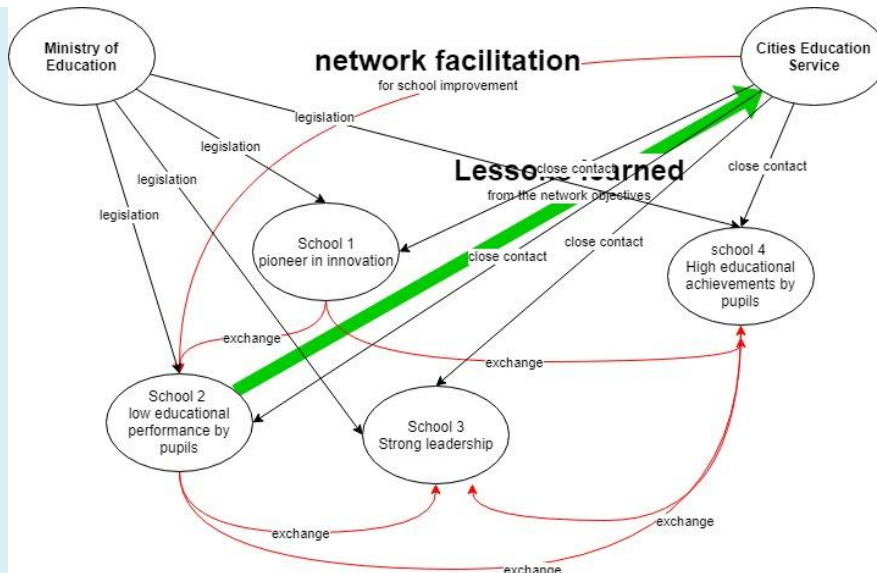 Ministry of
Education
network facilitation
for school improvement
Cities Education
Service
legislation
legislation
legislation
legislation
close contact
close contact
Lessons learned
from the network objectives
close contact
close contact
School 1
pioneer in innovation
school 4
High educational
achievements by
pupils
exchange
exchange
School 2
low educational
performance by
pupils
School 3
Strong leadership
exchange
exchange
exchange